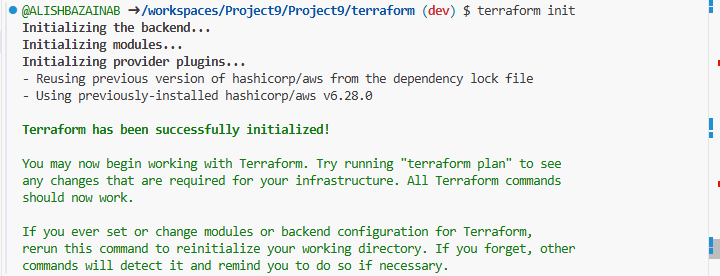 @ALISHBAZAINAB → /workspaces/Project9/Project9/terraform (dev) $ terraform init
Initializing the backend...
Initializing modules...
Initializing provider plugins...
- Reusing previous version of hashicorp/aws from the dependency lock file
- Using previously-installed hashicorp/aws v6.28.0
Terraform has been successfully initialized!
You may now begin working with Terraform. Try running "terraform plan" to see
any changes that are required for your infrastructure. All Terraform commands
should now work.
If you ever set or change modules or backend configuration for Terraform,
rerun this command to reinitialize your working directory. If you forget, other
commands will detect it and remind you to do so if necessary.